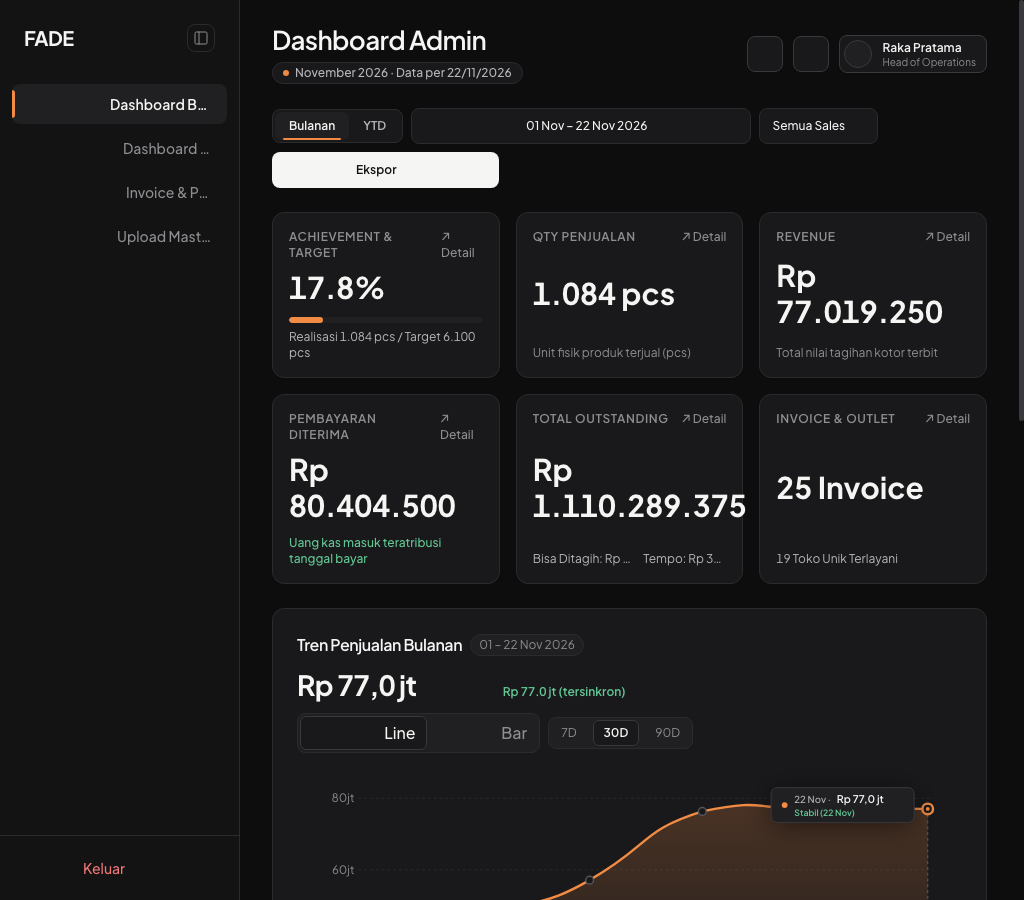 FADE
Dashboard B…
Dashboard …
Invoice & P…
Upload Mast…
Keluar
Dashboard Admin
November 2026 · Data per 22/11/2026
Raka Pratama
Head of Operations
Bulanan
YTD
01 Nov – 22 Nov 2026
Semua Sales
Ekspor
ACHIEVEMENT &
TARGET
↗
Detail
17.8%
Realisasi 1.084 pcs / Target 6.100
pcs
QTY PENJUALAN
↗ Detail
1.084 pcs
Unit fisik produk terjual (pcs)
REVENUE
↗ Detail
Rp
77.019.250
Total nilai tagihan kotor terbit
PEMBAYARAN
DITERIMA
↗
Detail
Rp
80.404.500
Uang kas masuk teratribusi
tanggal bayar
TOTAL OUTSTANDING
↗ Detail
Rp
1.110.289.375
Bisa Ditagih: Rp …
Tempo: Rp 3…
INVOICE & OUTLET
↗ Detail
25 Invoice
19 Toko Unik Terlayani
Tren Penjualan Bulanan
01 – 22 Nov 2026
Rp 77,0 jt
Rp 77.0 jt (tersinkron)
Line
Bar
7D
30D
90D
80jt
22 Nov · Rp 77,0 jt
Stabil (22 Nov)
60jt